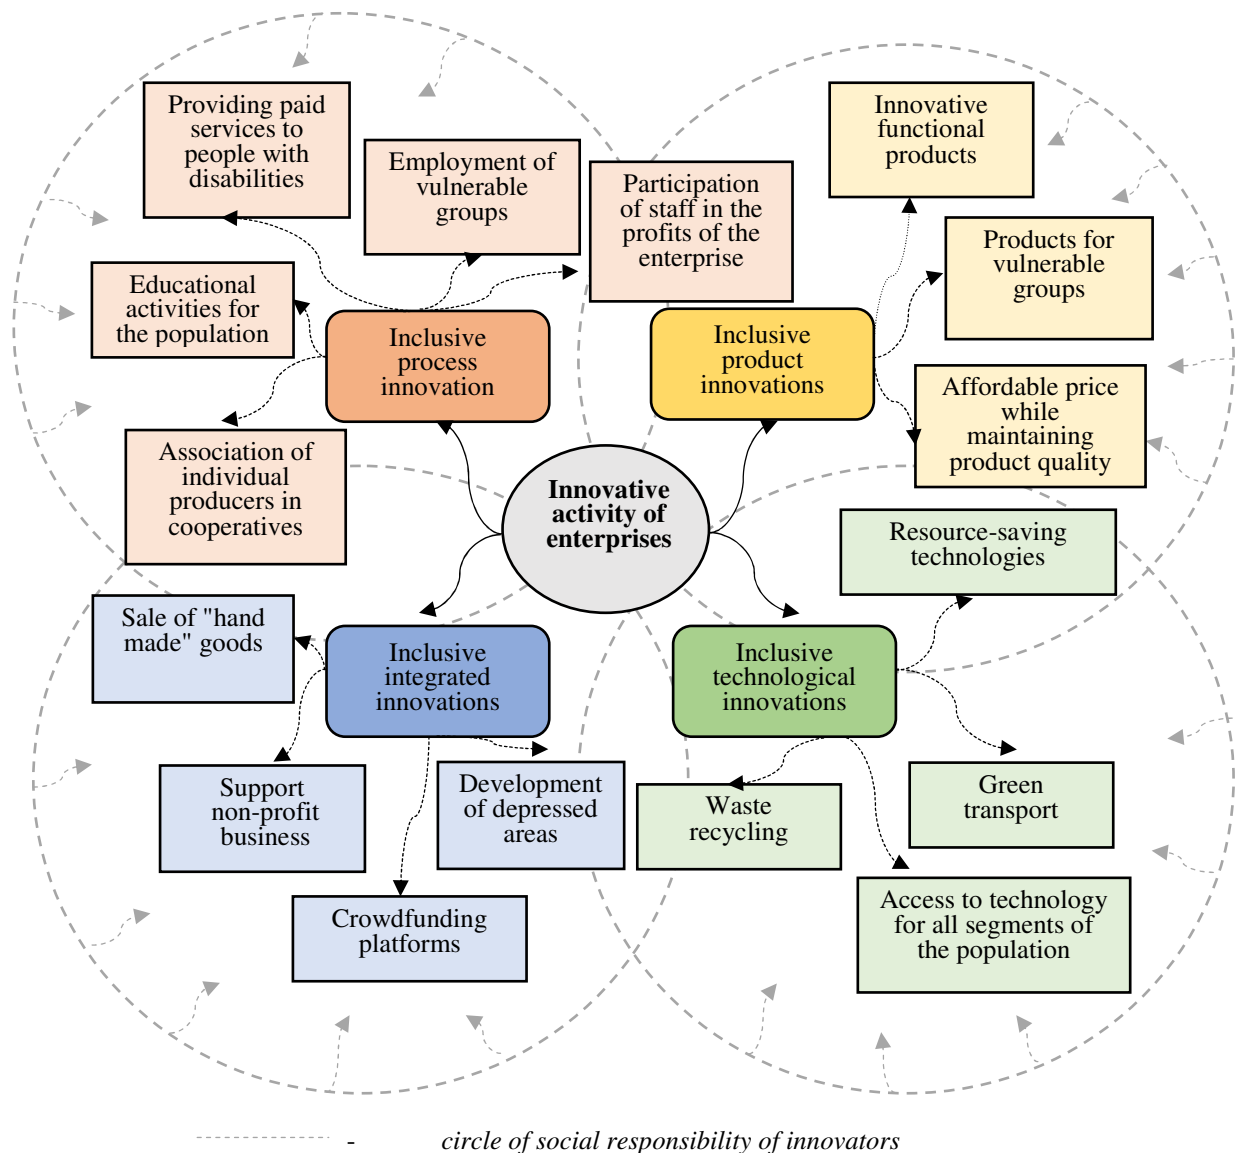 Providing paid
services to
people with
disabilities
Employment of
vulnerable
groups
Participation
of staff in the
profits of the
enterprise
Innovative
functional
products
Products for
vulnerable
groups
Educational
activities for
the population
Inclusive
process
innovation
Inclusive
product
innovations
Affordable price
while
maintaining
product quality
Association of
individual
producers in
cooperatives
Innovative
activity of
enterprises
Resource-saving
technologies
Sale of "hand
made" goods
Inclusive
integrated
innovations
Inclusive
technological
innovations
Support
non-profit
business
Development
of depressed
areas
Waste
recycling
Green
transport
Crowdfunding
platforms
Access to technology
for all segments of
the population
- circle of social responsibility of innovators